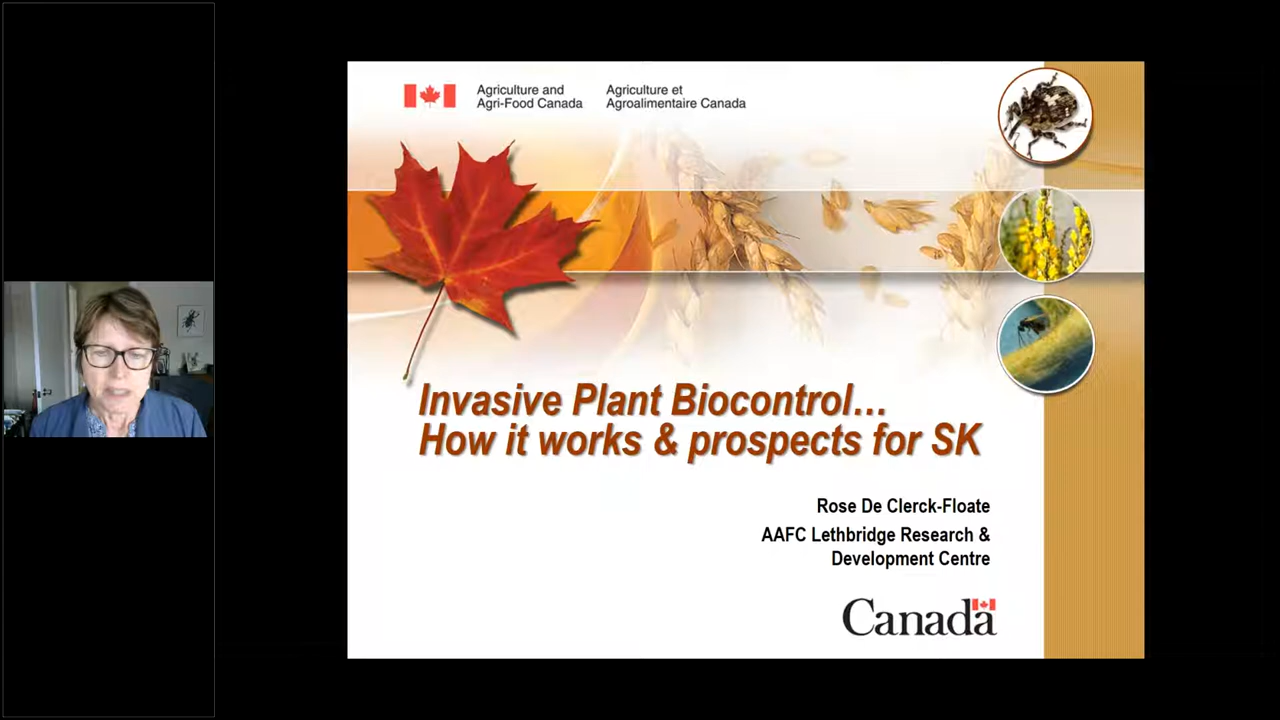 Agriculture and
Agri-Food Canada
Agriculture et
Agroalimentaire Canada
Invasive Plant Biocontrol…
How it works & prospects for SK
Rose De Clerck-Floate
AAFC Lethbridge Research &
Development Centre
Canada